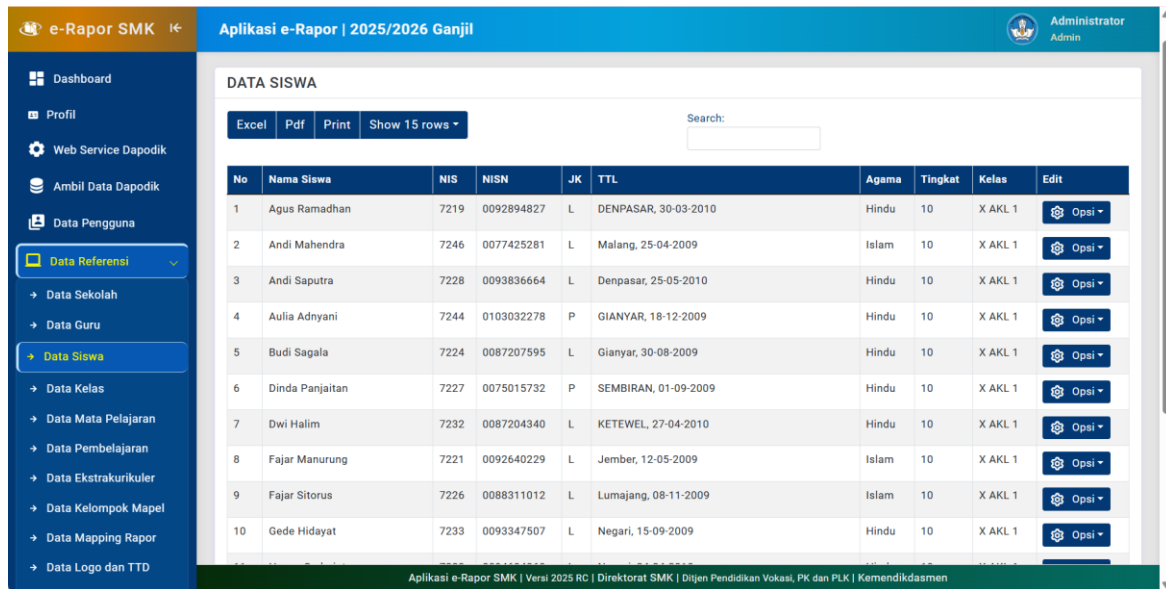 e-Rapor SMK
Aplikasi e-Rapor | 2025/2026 Ganjil
Administrator
Admin
Dashboard
Profil
Web Service Dapodik
Ambil Data Dapodik
Data Pengguna
Data Referensi
Data Sekolah
Data Guru
Data Siswa
Data Kelas
Data Mata Pelajaran
Data Pembelajaran
Data Ekstrakurikuler
Data Kelompok Mapel
Data Mapping Rapor
Data Logo dan TTD
DATA SISWA
Excel Pdf Print Show 15 rows
Search:
No Nama Siswa NIS NISN JK TTL Agama Tingkat Kelas Edit
1 Agus Ramadhan 7219 0092894827 L DENPASAR, 30-03-2010 Hindu 10 X AKL 1 Opsi
2 Andi Mahendra 7246 0077425281 L Malang, 25-04-2009 Islam 10 X AKL 1 Opsi
3 Andi Saputra 7228 0093836664 L Denpasar, 25-05-2010 Hindu 10 X AKL 1 Opsi
4 Aulia Adnyani 7244 0103032278 P GIANYAR, 18-12-2009 Hindu 10 X AKL 1 Opsi
5 Budi Sagala 7224 0087207595 L Gianyar, 30-08-2009 Hindu 10 X AKL 1 Opsi
6 Dinda Panjaitan 7227 0075015732 P SEMBIRAN, 01-09-2009 Hindu 10 X AKL 1 Opsi
7 Dwi Halim 7232 0087204340 L KETEWEL, 27-04-2010 Hindu 10 X AKL 1 Opsi
8 Fajar Manurung 7221 0092640229 L Jember, 12-05-2009 Islam 10 X AKL 1 Opsi
9 Fajar Sitorus 7226 0088311012 L Lumajang, 08-11-2009 Islam 10 X AKL 1 Opsi
10 Gede Hidayat 7233 0093347507 L Negari, 15-09-2009 Hindu 10 X AKL 1 Opsi
Aplikasi e-Rapor SMK | Versi 2025 RC | Direktorat SMK | Ditjen Pendidikan Vokasi, PK dan PLK | Kemendikdasmen